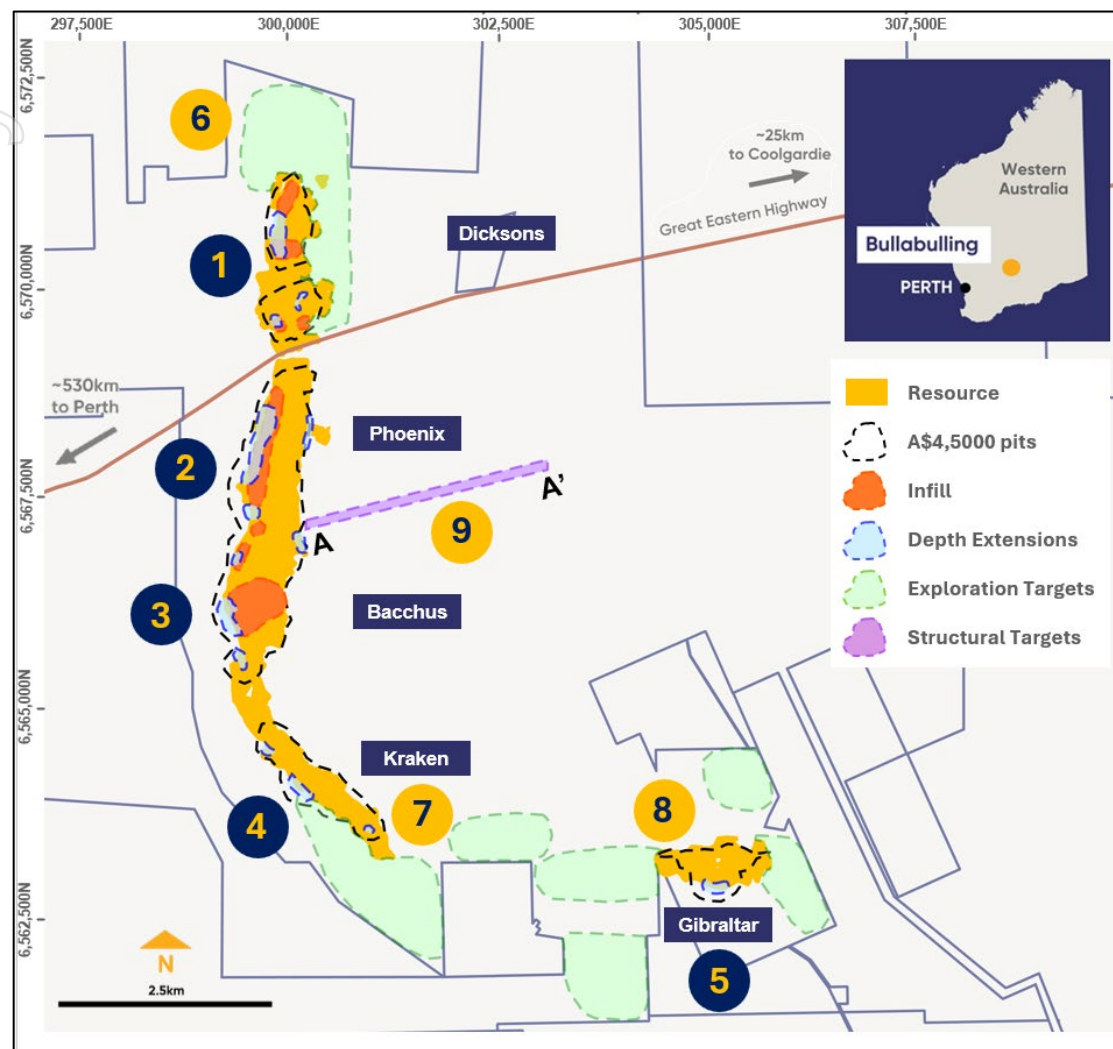 297,500E
300,000E
302,500E
305,000E
307,500E
6,572,500N
6,570,000N
6,567,500N
6,565,000N
6,562,500N
6
~25km
to Coolgardie
Great Eastern Highway
Dicksons
1
~530km
to Perth
Phoenix
2
A
A'
9
3
Bacchus
Kraken
7
4
8
Gibraltar
5
N
2.5km
Western
Australia
Bullabulling
PERTH
Resource
A$4,5000 pits
Infill
Depth Extensions
Exploration Targets
Structural Targets